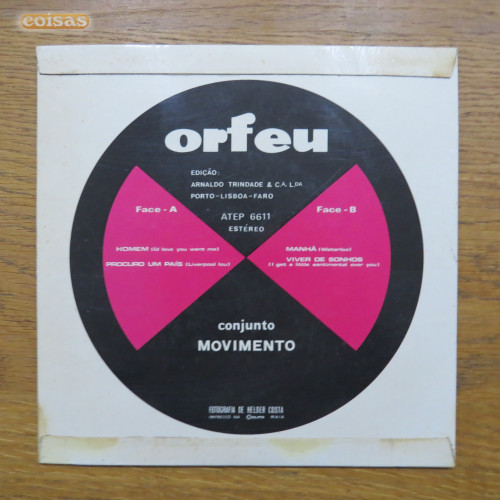 coisas
orfeu
EDIÇÃO:
ARNALDO TRINDADE & C.A. L.DA
PORTO-LISBOA-FARO
ATEP 6611
ESTÉREO
Face-A
HOMEM (Id love you were me)
PROCURO UM PAÍS (Liverpool lou)
Face-B
MANHÃ (Waterloo)
VIVER DE SONHOS
(I get a little sentimental over you)
conjunto
MOVIMENTO
FOTOGRAFIA DE HELDER COSTA